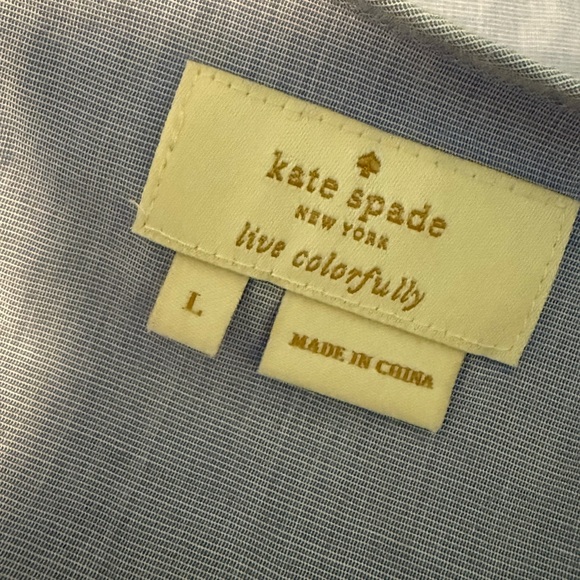 kate spade
NEW YORK
live colorfully
L
MADE IN CHINA